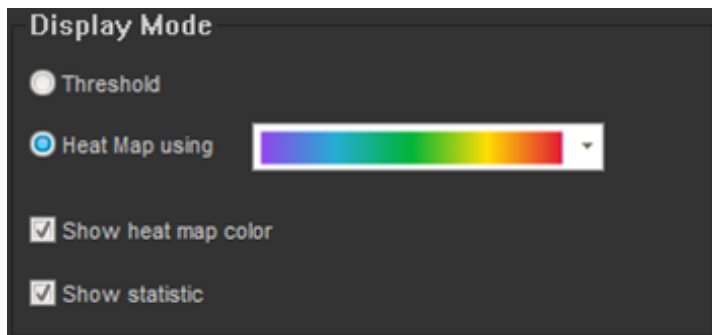 Display Mode
Threshold
Heat Map using
Show heat map color
Show statistic